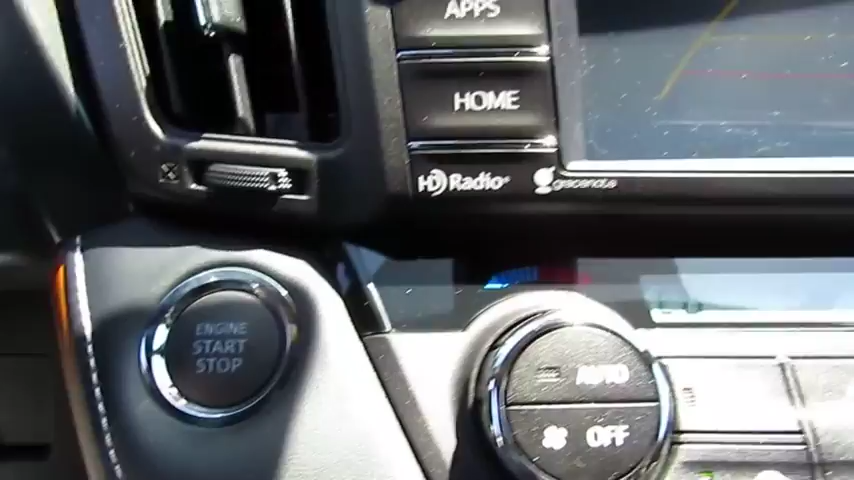 APPS
HOME
HD Radio
gracenote
ENGINE
START
STOP
AUTO
OFF